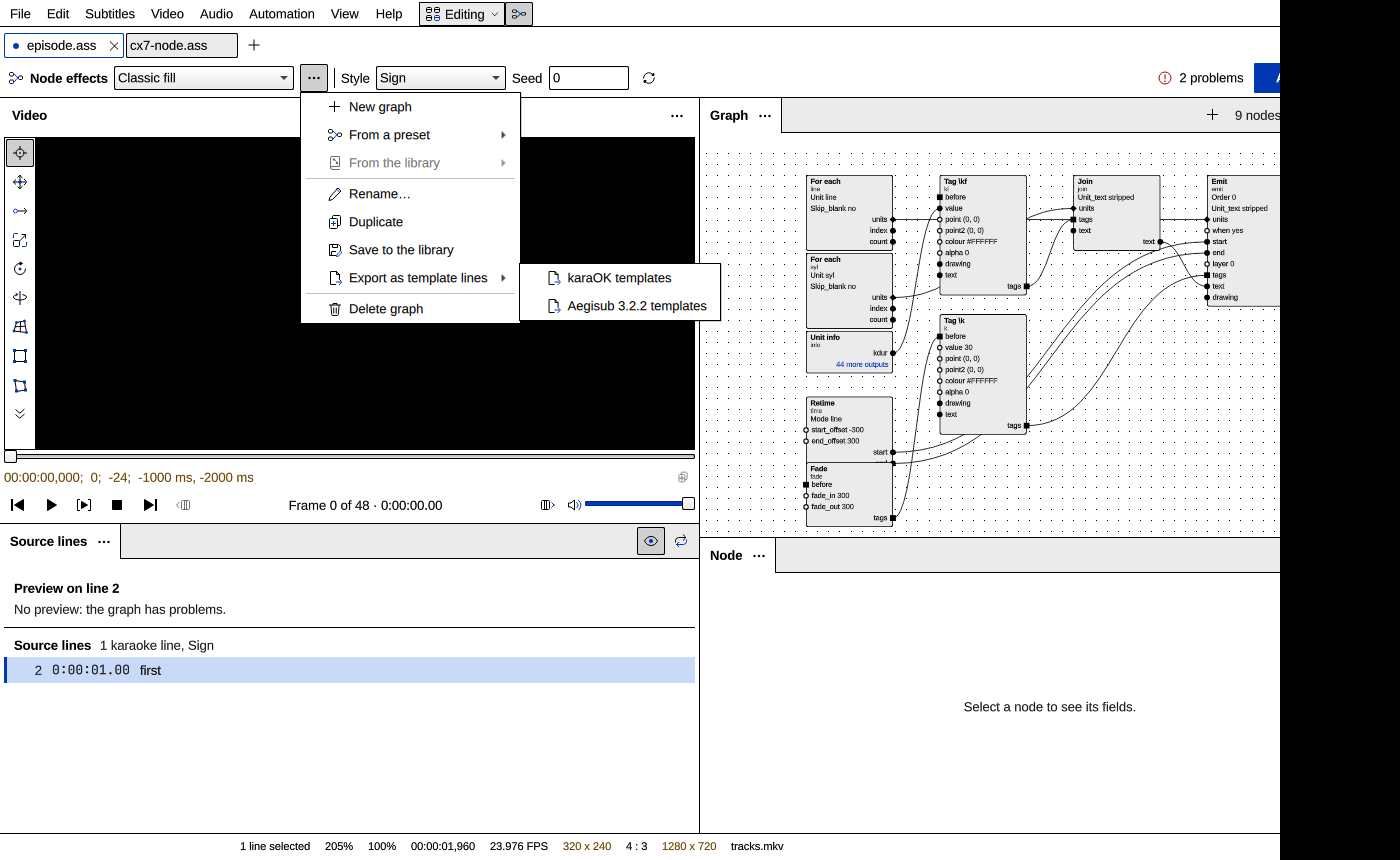 File Edit Subtitles Video Audio Automation View Help Editing
episode.ass cx7-node.ass
Node effects Classic fill Style Sign Seed 0 2 problems
New graph
From a preset
From the library
Rename…
Duplicate
Save to the library
Export as template lines
Delete graph
karaOK templates
Aegisub 3.2.2 templates
Video
00:00:00,000; 0; -24; -1000 ms, -2000 ms
Frame 0 of 48 · 0:00:00.00
Source lines
Preview on line 2
No preview: the graph has problems.
Source lines 1 karaoke line, Sign
2 0:00:01.00 first
Graph 9 nodes
For each
line
Unit line
Skip_blank no
units
index
count
For each
syl
Unit syl
Skip_blank no
units
index
count
Unit info
info
kdur
44 more outputs
Retime
time
Mode line
start_offset -300
end_offset 300
start
Fade
fade
before
fade_in 300
fade_out 300
tags
Tag \kf
kf
before
value
point (0, 0)
point2 (0, 0)
colour #FFFFFF
alpha 0
drawing
text
tags
Tag \k
k
before
value 30
point (0, 0)
point2 (0, 0)
colour #FFFFFF
alpha 0
drawing
text
tags
Join
join
Unit_text stripped
units
tags
text
text
Emit
emit
Order 0
Unit_text stripped
units
when yes
start
end
layer 0
tags
text
drawing
Node
Select a node to see its fields.
1 line selected 205% 100% 00:00:01,960 23.976 FPS 320 x 240 4 : 3 1280 x 720 tracks.mkv